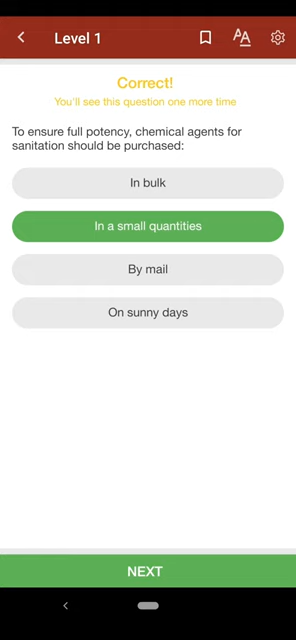 Level 1
AA
Correct!
You'll see this question one more time
To ensure full potency, chemical agents for
sanitation should be purchased:
In bulk
In a small quantities
By mail
On sunny days
NEXT